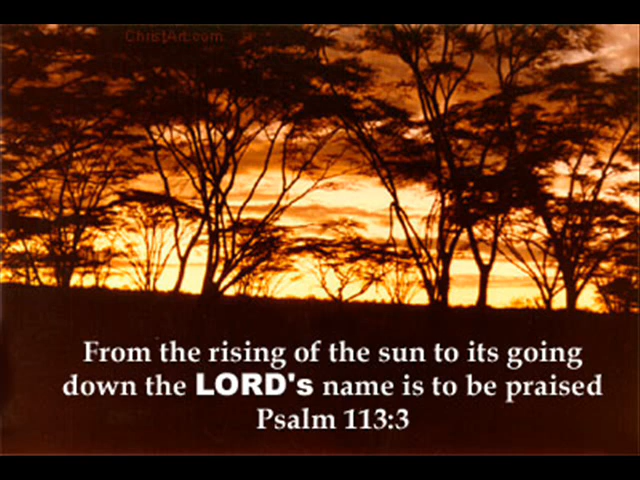 ChristArt.com
From the rising of the sun to its going
down the LORD's name is to be praised
Psalm 113:3